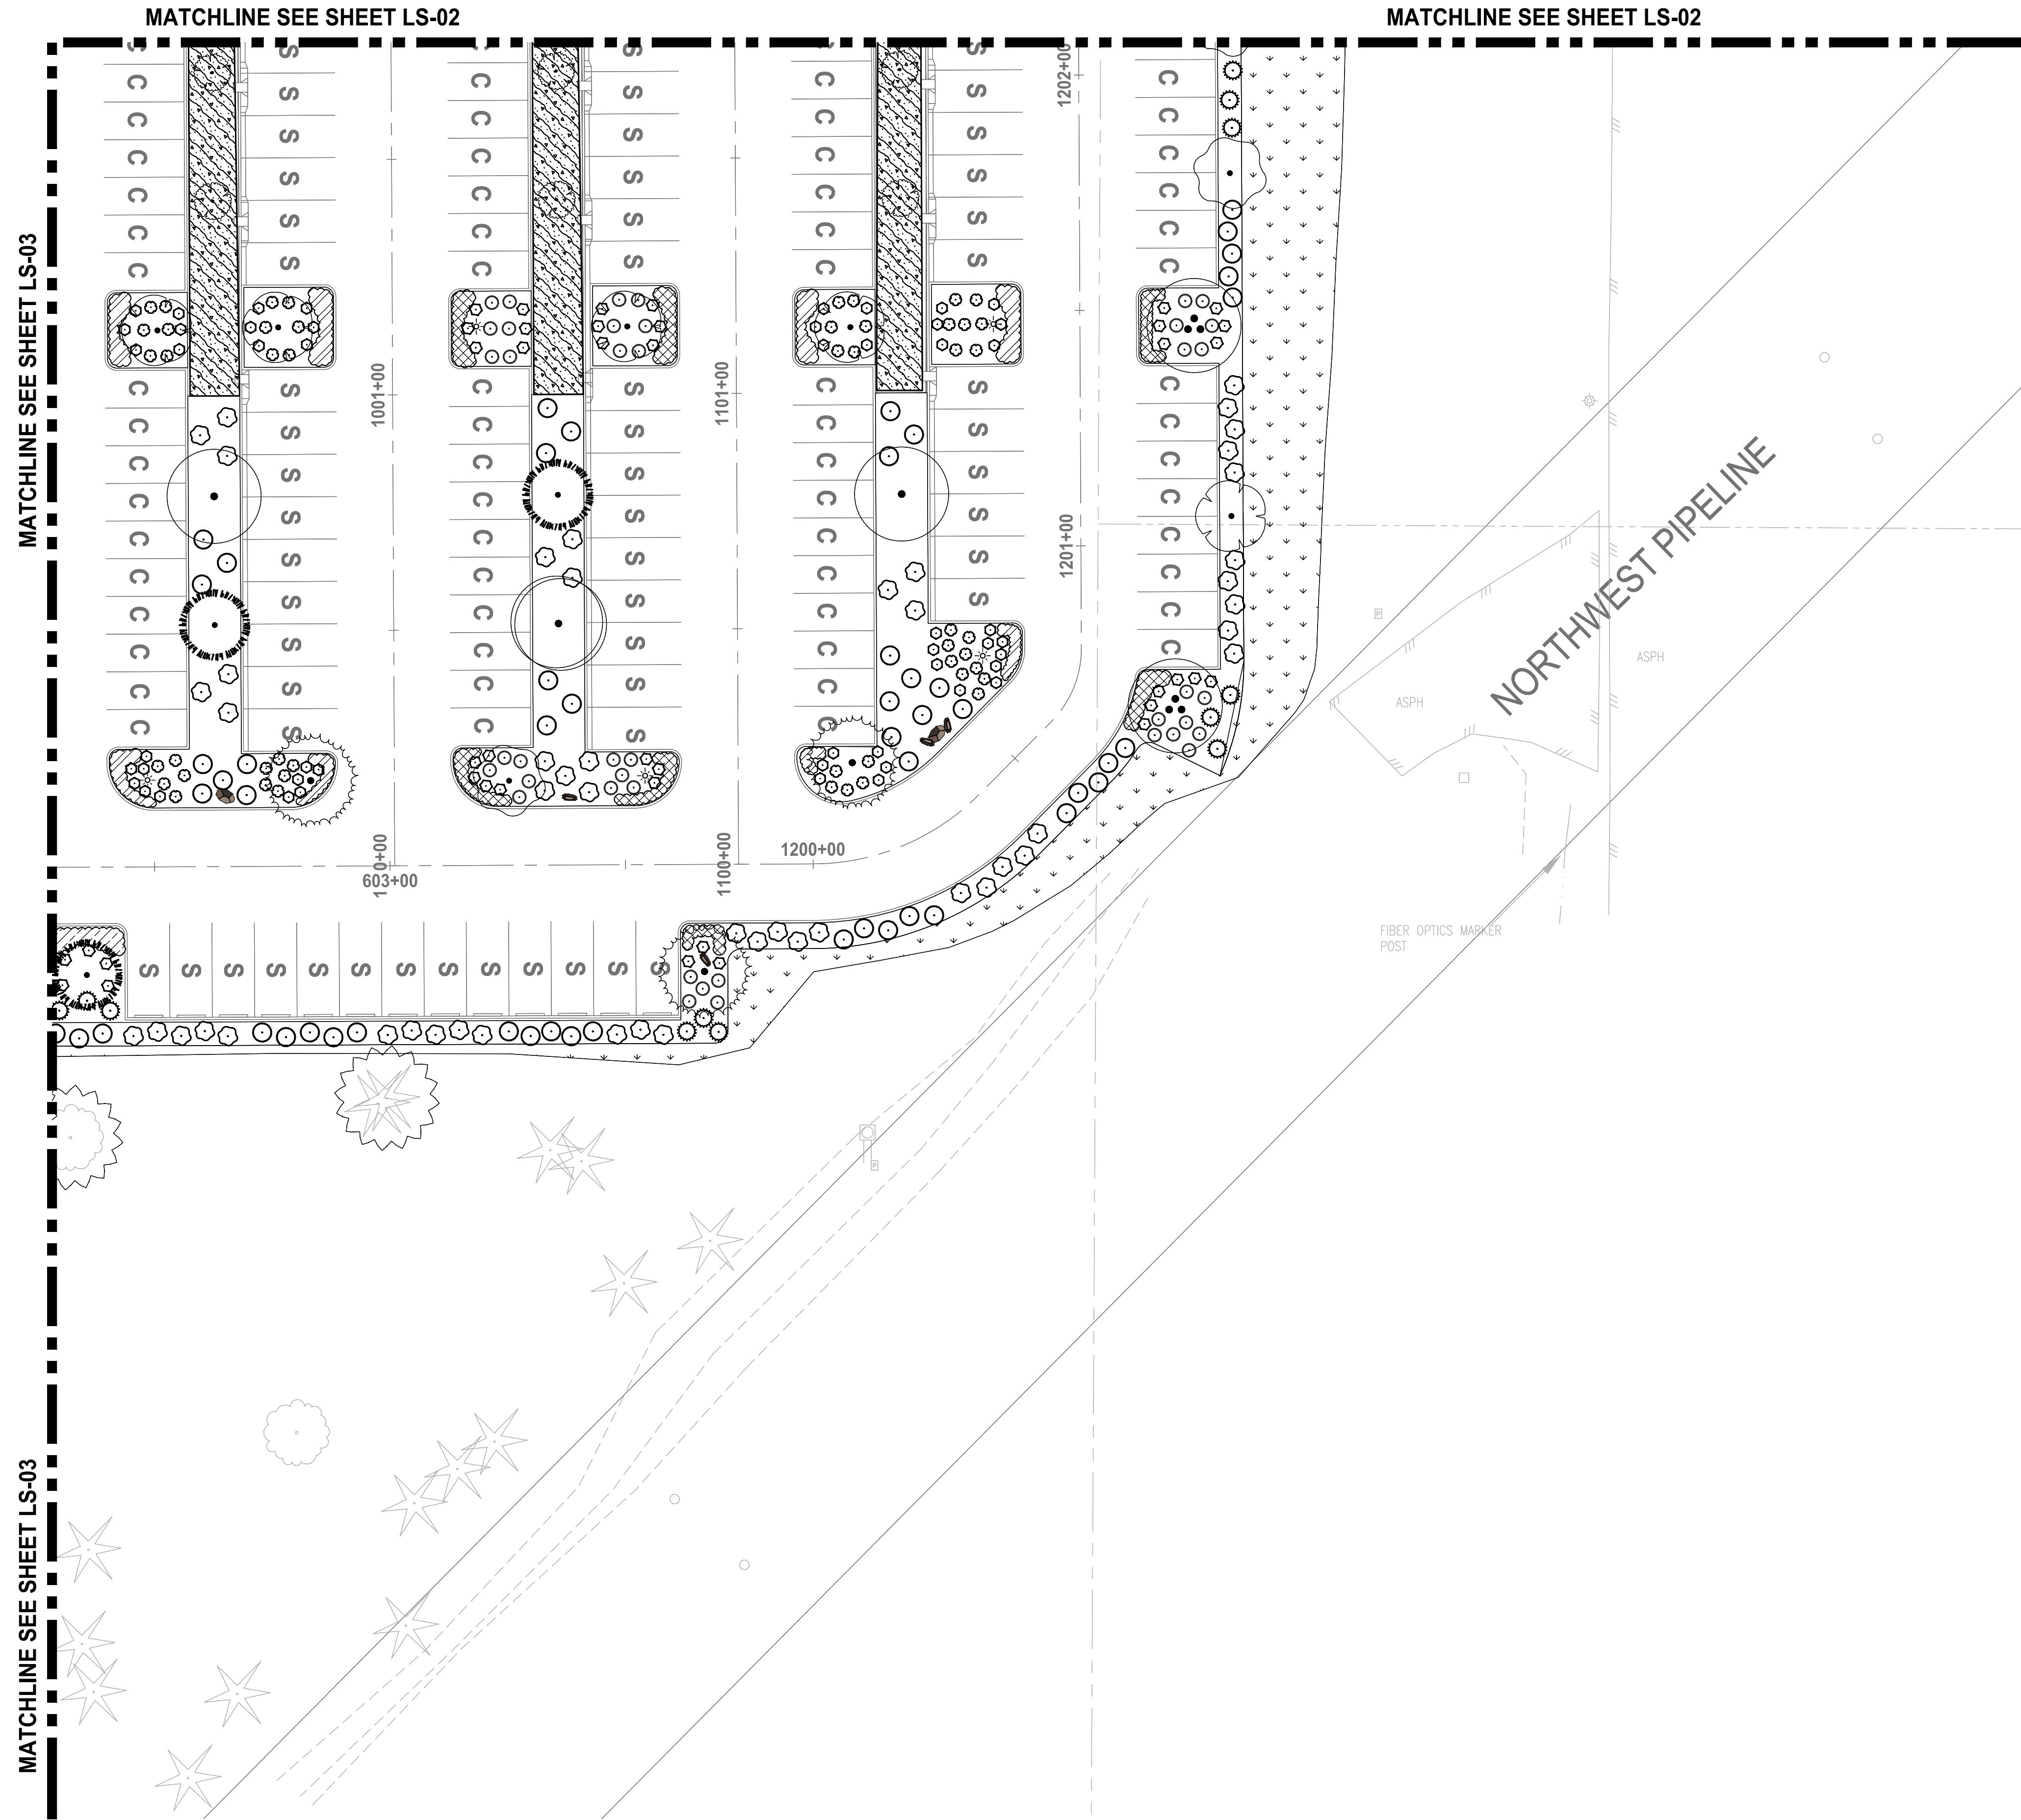 MATCHLINE SEE SHEET LS-02
MATCHLINE SEE SHEET LS-02
MATCHLINE SEE SHEET LS-03
MATCHLINE SEE SHEET LS-03
1202+00
1001+00
1101+00
1201+00
NORTHWEST PIPELINE
ASPH
ASPH
P
1100+00
1200+00
603+00
FIBER OPTICS MARKER
POST
P
C
S